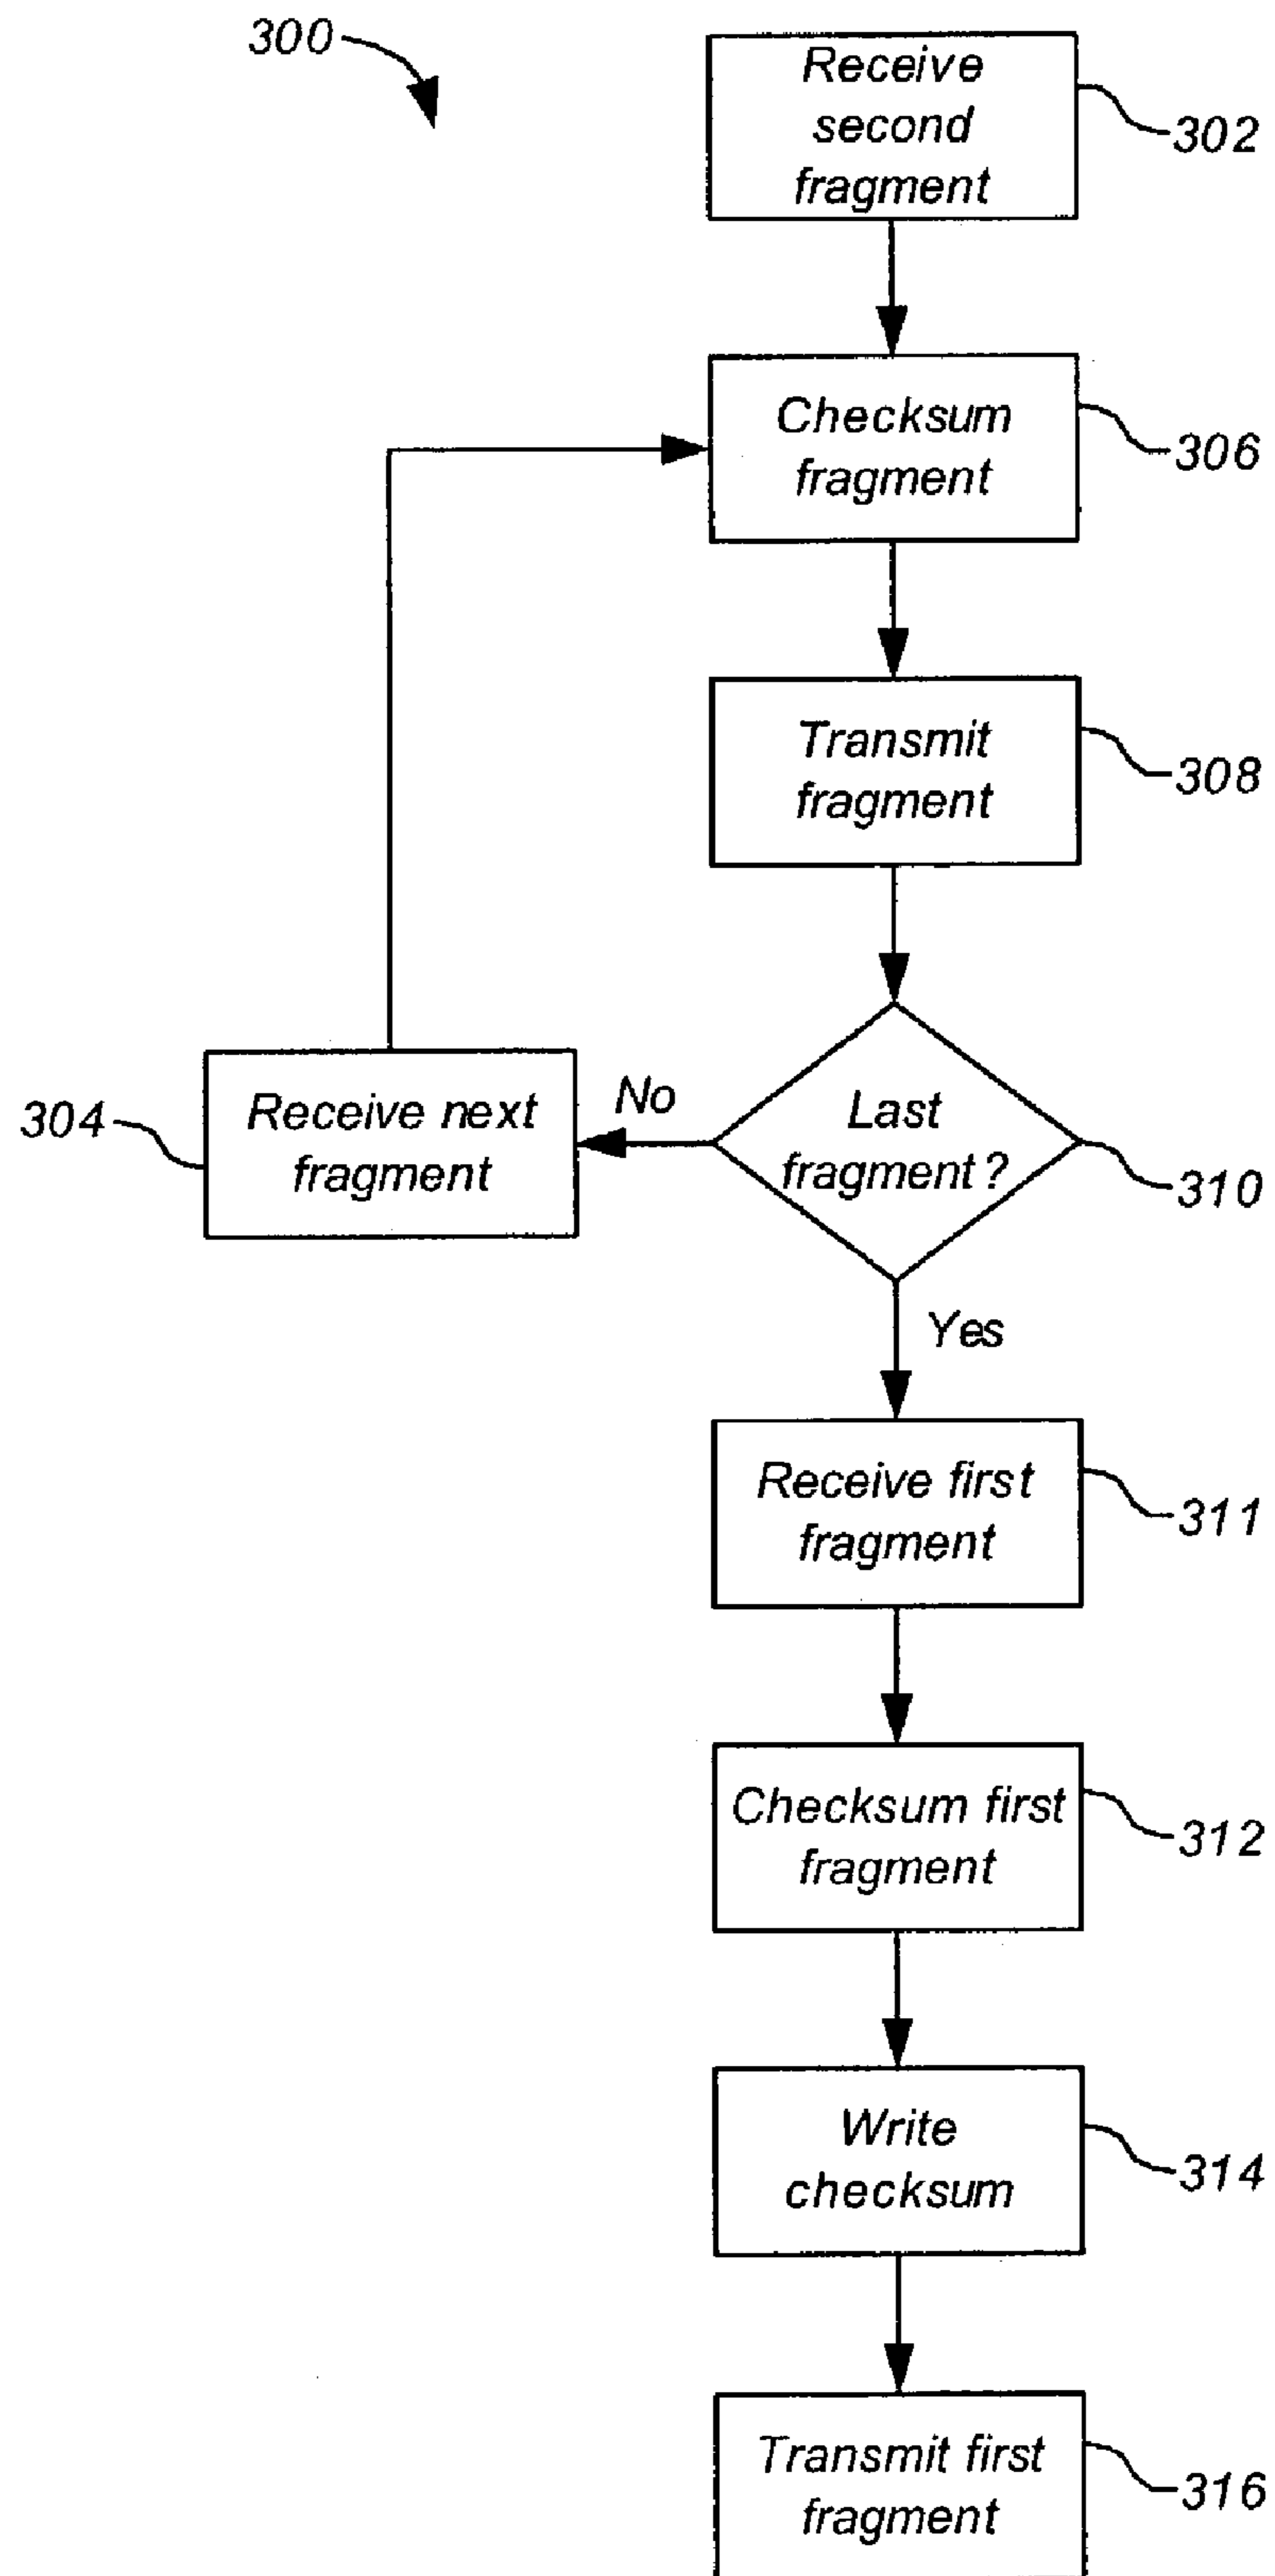 300
Receive
second
fragment
302
Checksum
fragment
306
Transmit
fragment
308
Last
fragment?
310
No
Receive next
fragment
304
Yes
Receive first
fragment
311
Checksum first
fragment
312
Write
checksum
314
Transmit first
fragment
316